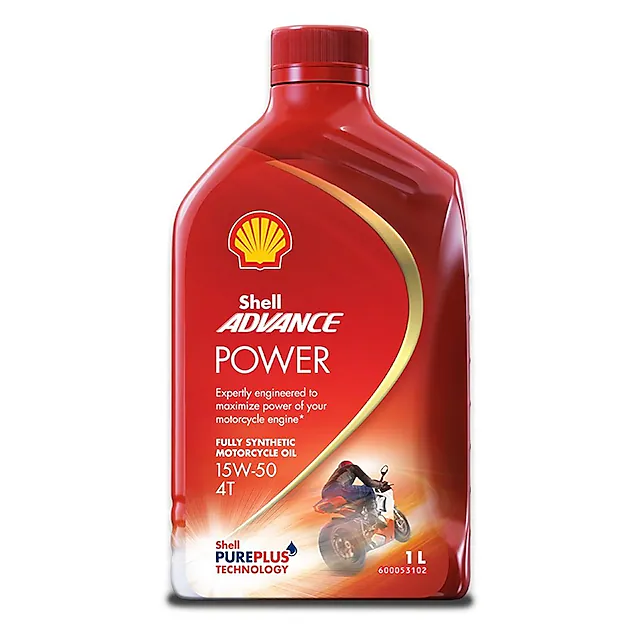 Shell
ADVANCE
POWER
Expertly engineered to
maximize power of your
motorcycle engine*
FULLY SYNTHETIC
MOTORCYCLE OIL
15W-50
4T
Shell
PUREPLUS
TECHNOLOGY
1 L
600053102